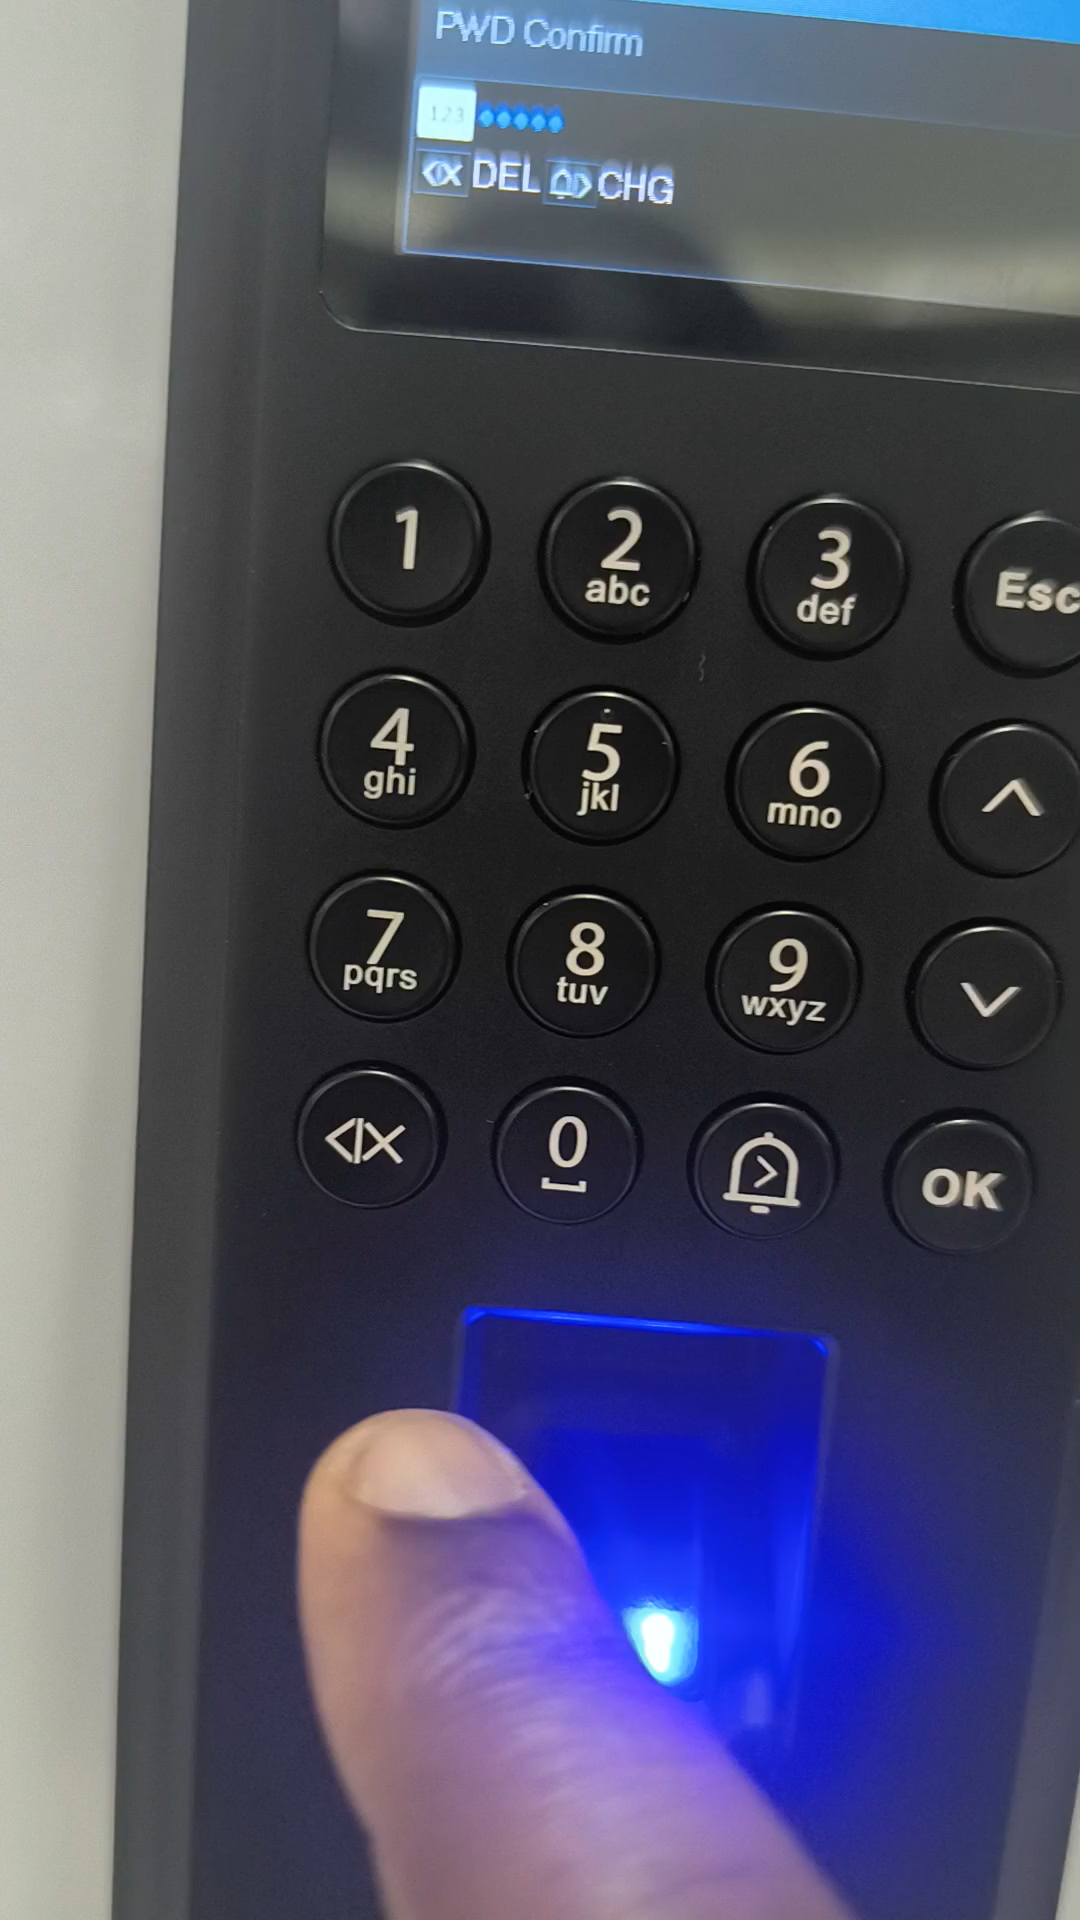 PWD Confirm
123 *****
DEL CHG
1
2
abc
3
def
Esc
4
ghi
5
jkl
6
mno
7
pqrs
8
tuv
9
wxyz
0
OK